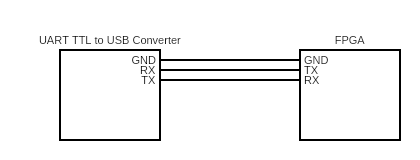 UART TTL to USB Converter
FPGA
GND
RX
TX
GND
TX
RX